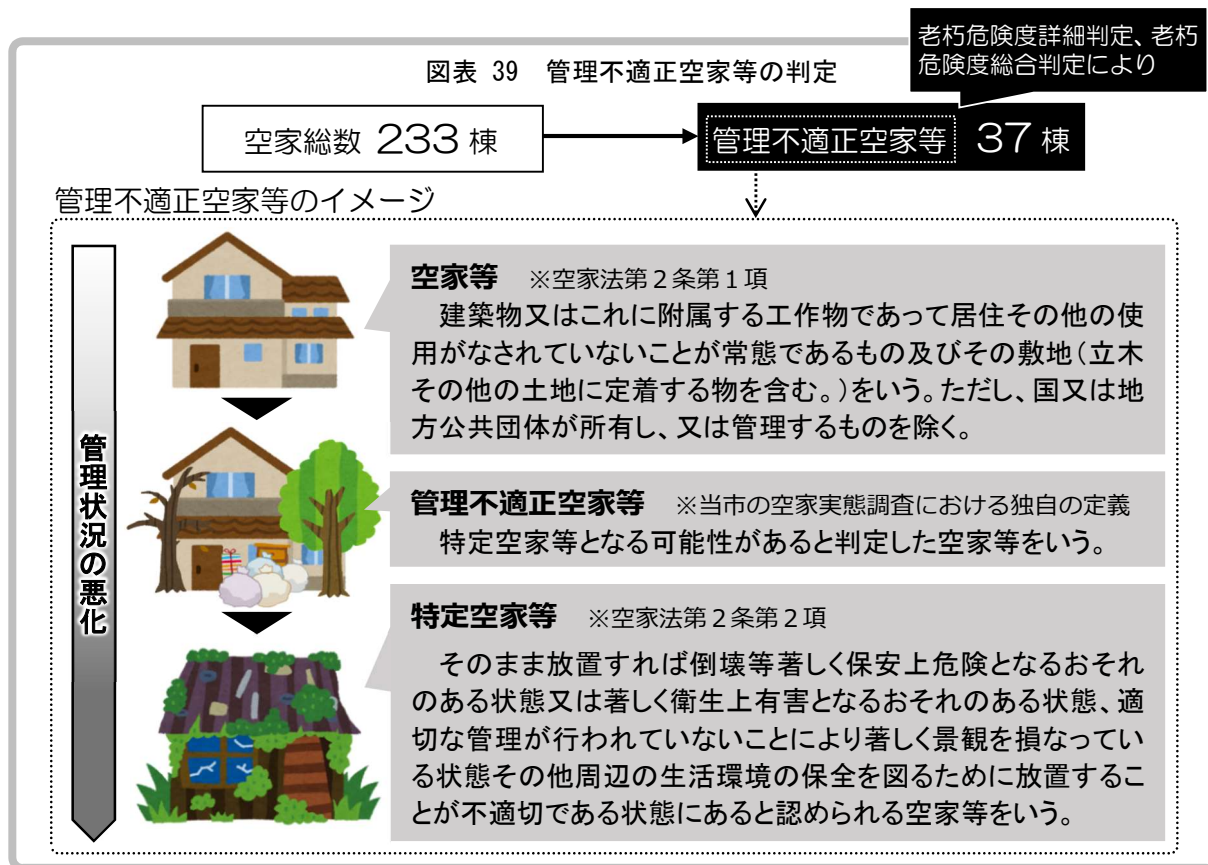 老朽危険度詳細判定、老朽
危険度総合判定により
図表 39 管理不適正空家等の判定
空家総数 233 棟
管理不適正空家等 37 棟
管理不適正空家等のイメージ
管理状況の悪化
空家等 ※空家法第２条第１項
建築物又はこれに附属する工作物であって居住その他の使
用がなされていないことが常態であるもの及びその敷地(立木
その他の土地に定着する物を含む。)をいう。ただし、国又は地
方公共団体が所有し、又は管理するものを除く。
管理不適正空家等 ※当市の空家実態調査における独自の定義
特定空家等となる可能性があると判定した空家等をいう。
特定空家等 ※空家法第２条第２項
そのまま放置すれば倒壊等著しく保安上危険となるおそれ
のある状態又は著しく衛生上有害となるおそれのある状態、適
切な管理が行われていないことにより著しく景観を損なってい
る状態その他周辺の生活環境の保全を図るために放置するこ
とが不適切である状態にあると認められる空家等をいう。